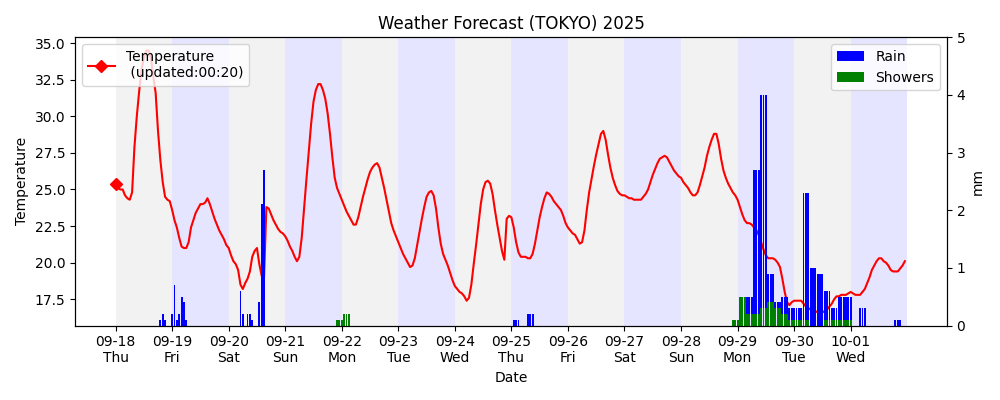 Weather Forecast (TOKYO) 2025
Temperature
(updated:00:20)
Rain
Showers
35.0
32.5
30.0
27.5
25.0
22.5
20.0
17.5
Temperature
5
4
3
2
1
0
mm
09-18 09-19 09-20 09-21 09-22 09-23 09-24 09-25 09-26 09-27 09-28 09-29 09-30 10-01
Thu Fri Sat Sun Mon Tue Wed Thu Fri Sat Sun Mon Tue Wed
Date